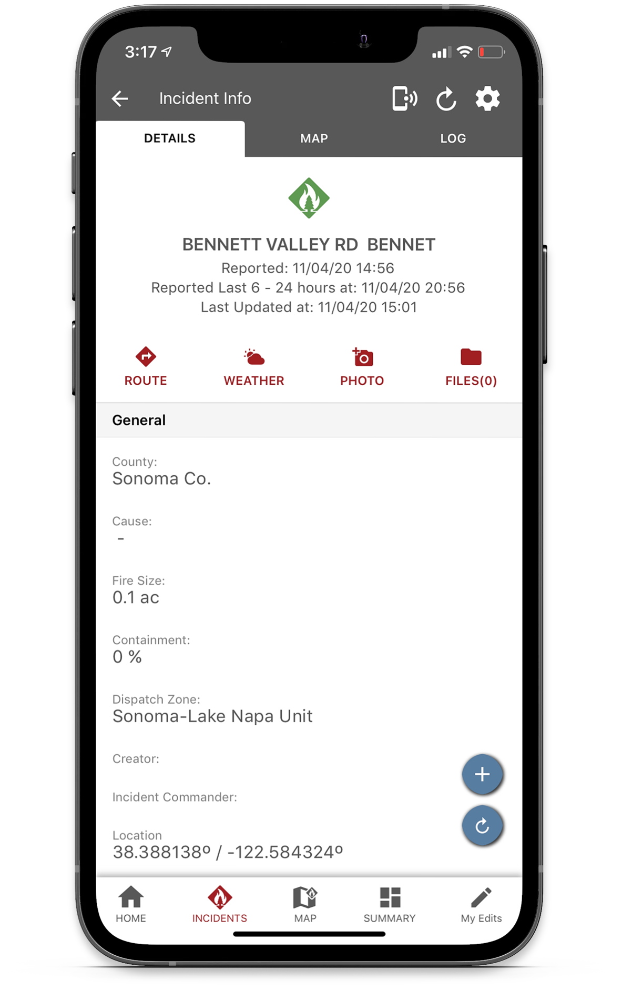 3:17
Incident Info
DETAILS
MAP
LOG
BENNETT VALLEY RD  BENNET
Reported: 11/04/20 14:56
Reported Last 6 - 24 hours at: 11/04/20 20:56
Last Updated at: 11/04/20 15:01
ROUTE
WEATHER
PHOTO
FILES(0)
General
County:
Sonoma Co.
Cause:
-
Fire Size:
0.1 ac
Containment:
0 %
Dispatch Zone:
Sonoma-Lake Napa Unit
Creator:
Incident Commander:
Location
38.388138º / -122.584324º
HOME
INCIDENTS
MAP
SUMMARY
My Edits